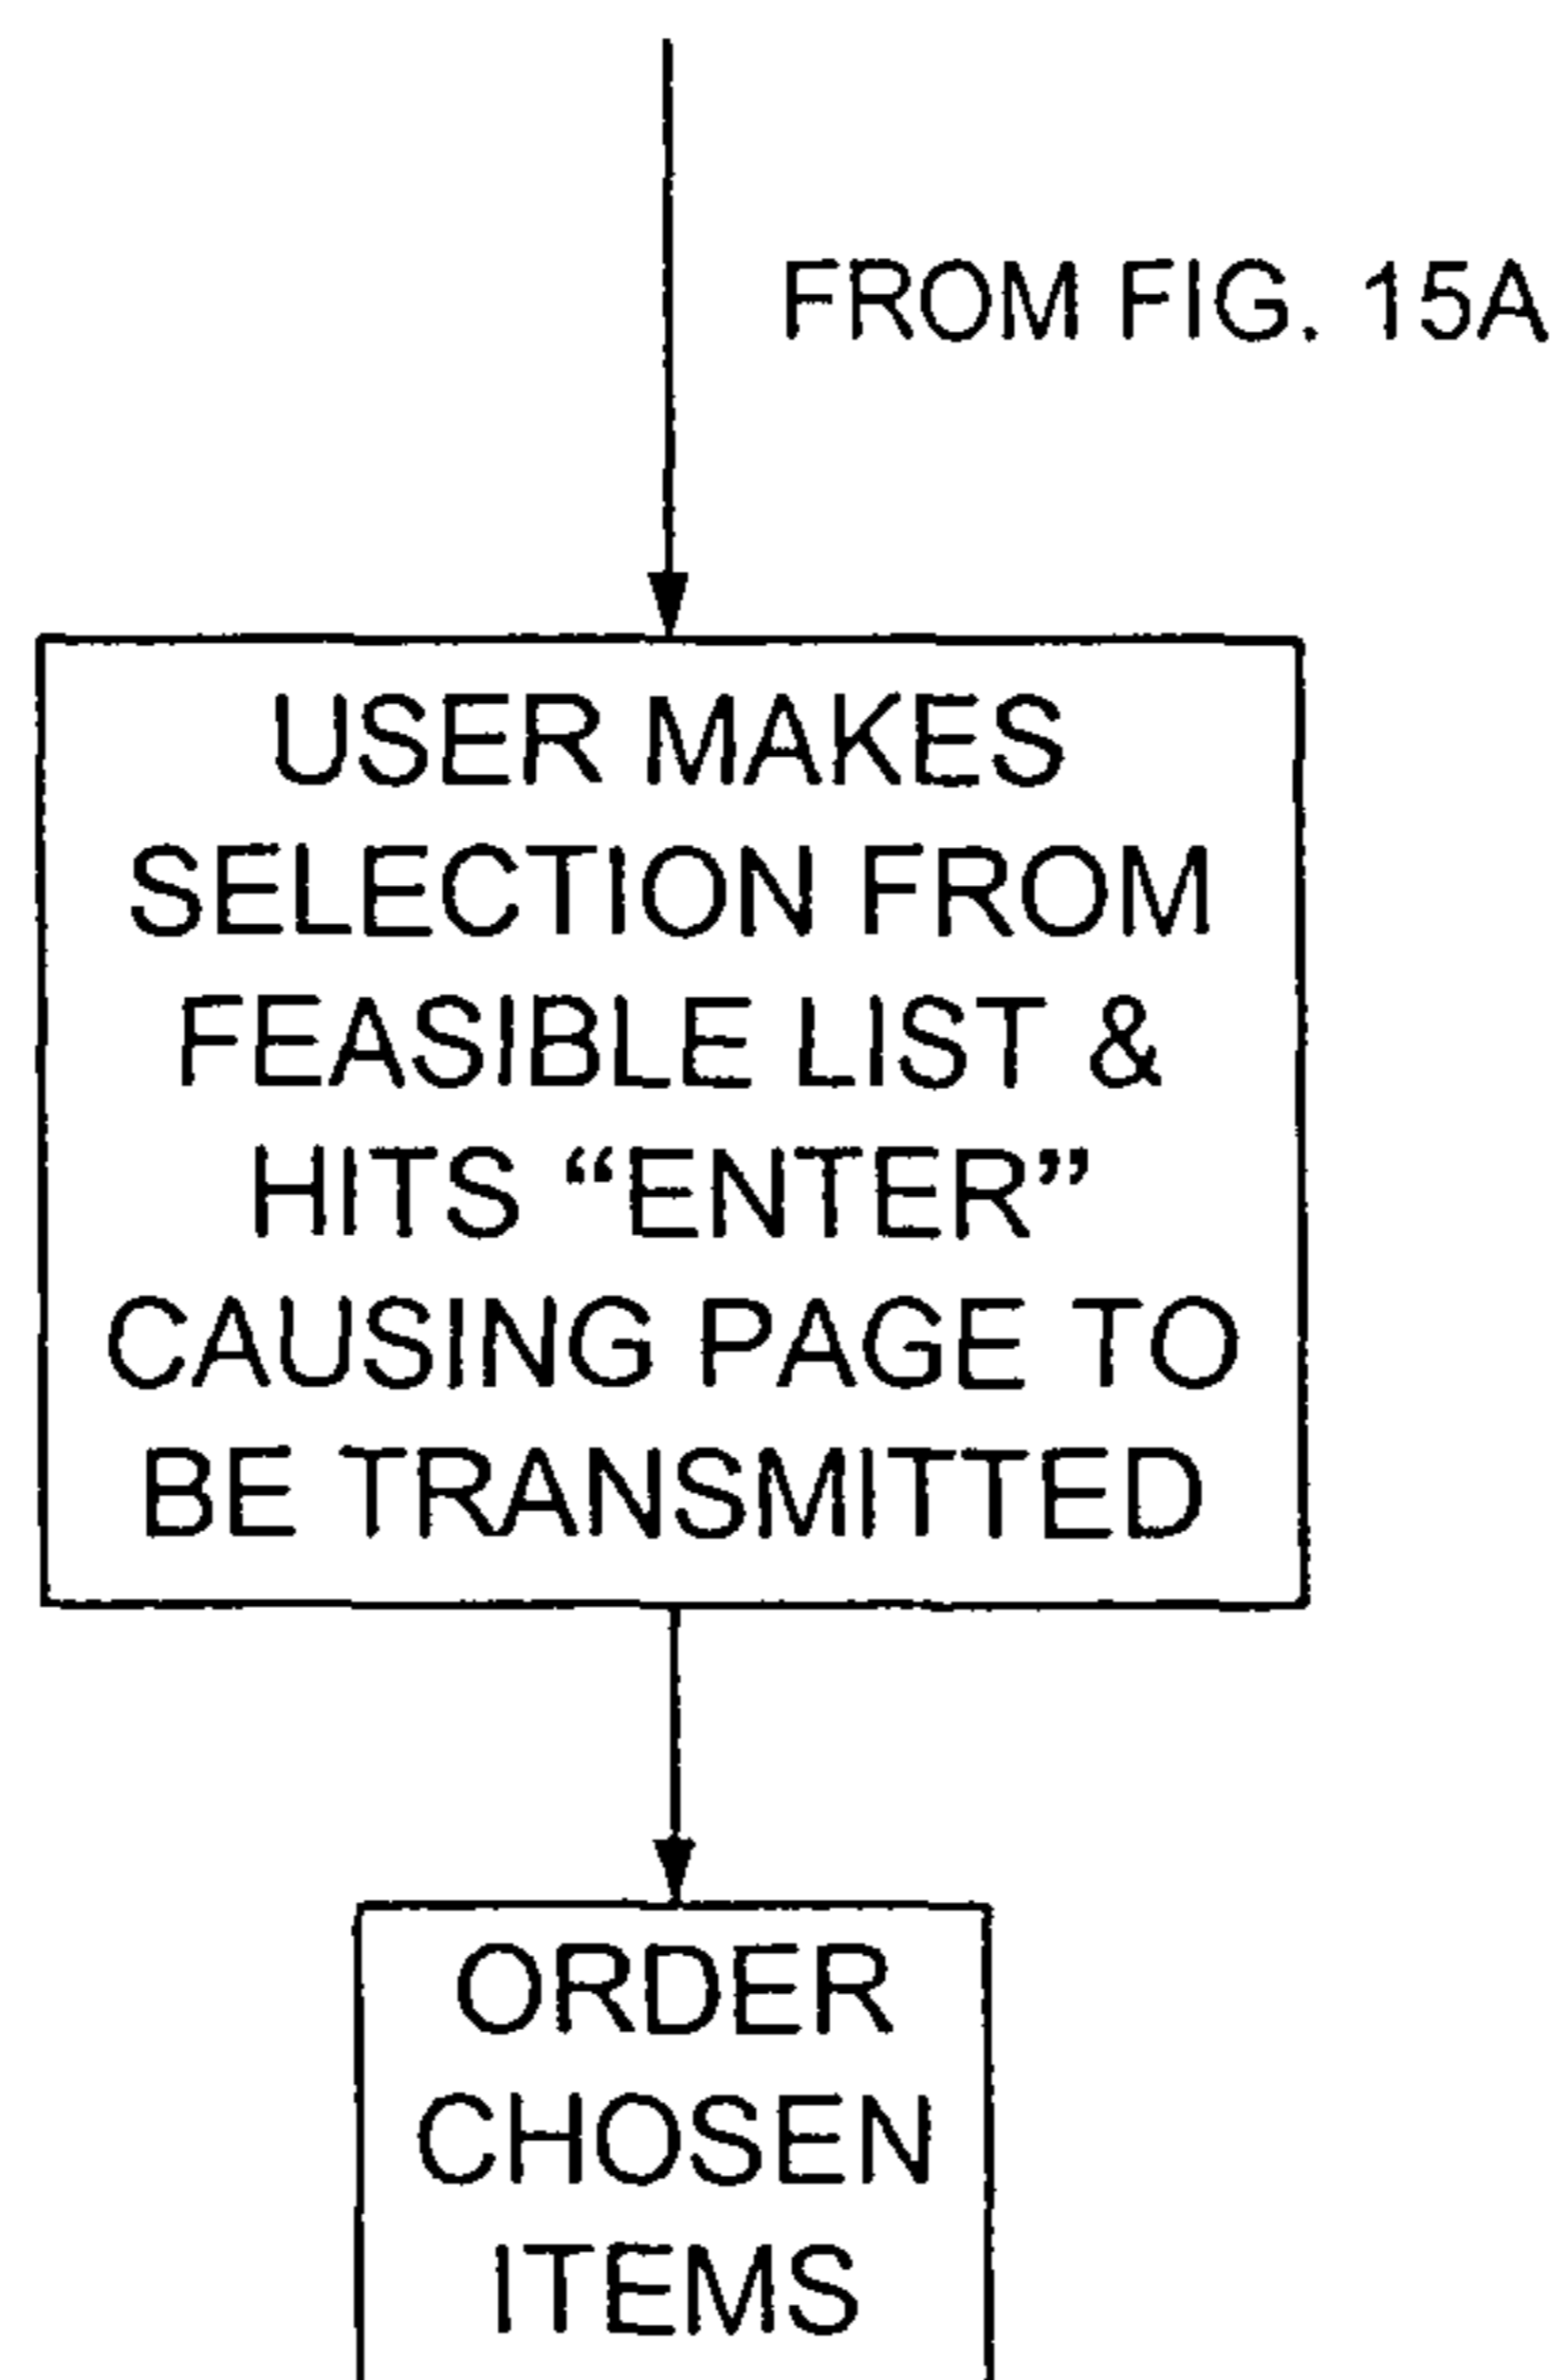 FROM FIG. 15A
USER MAKES
SELECTION FROM
FEASIBLE LIST &
HITS “ENTER”
CAUSING PAGE TO
BE TRANSMITTED
ORDER
CHOSEN
ITEMS